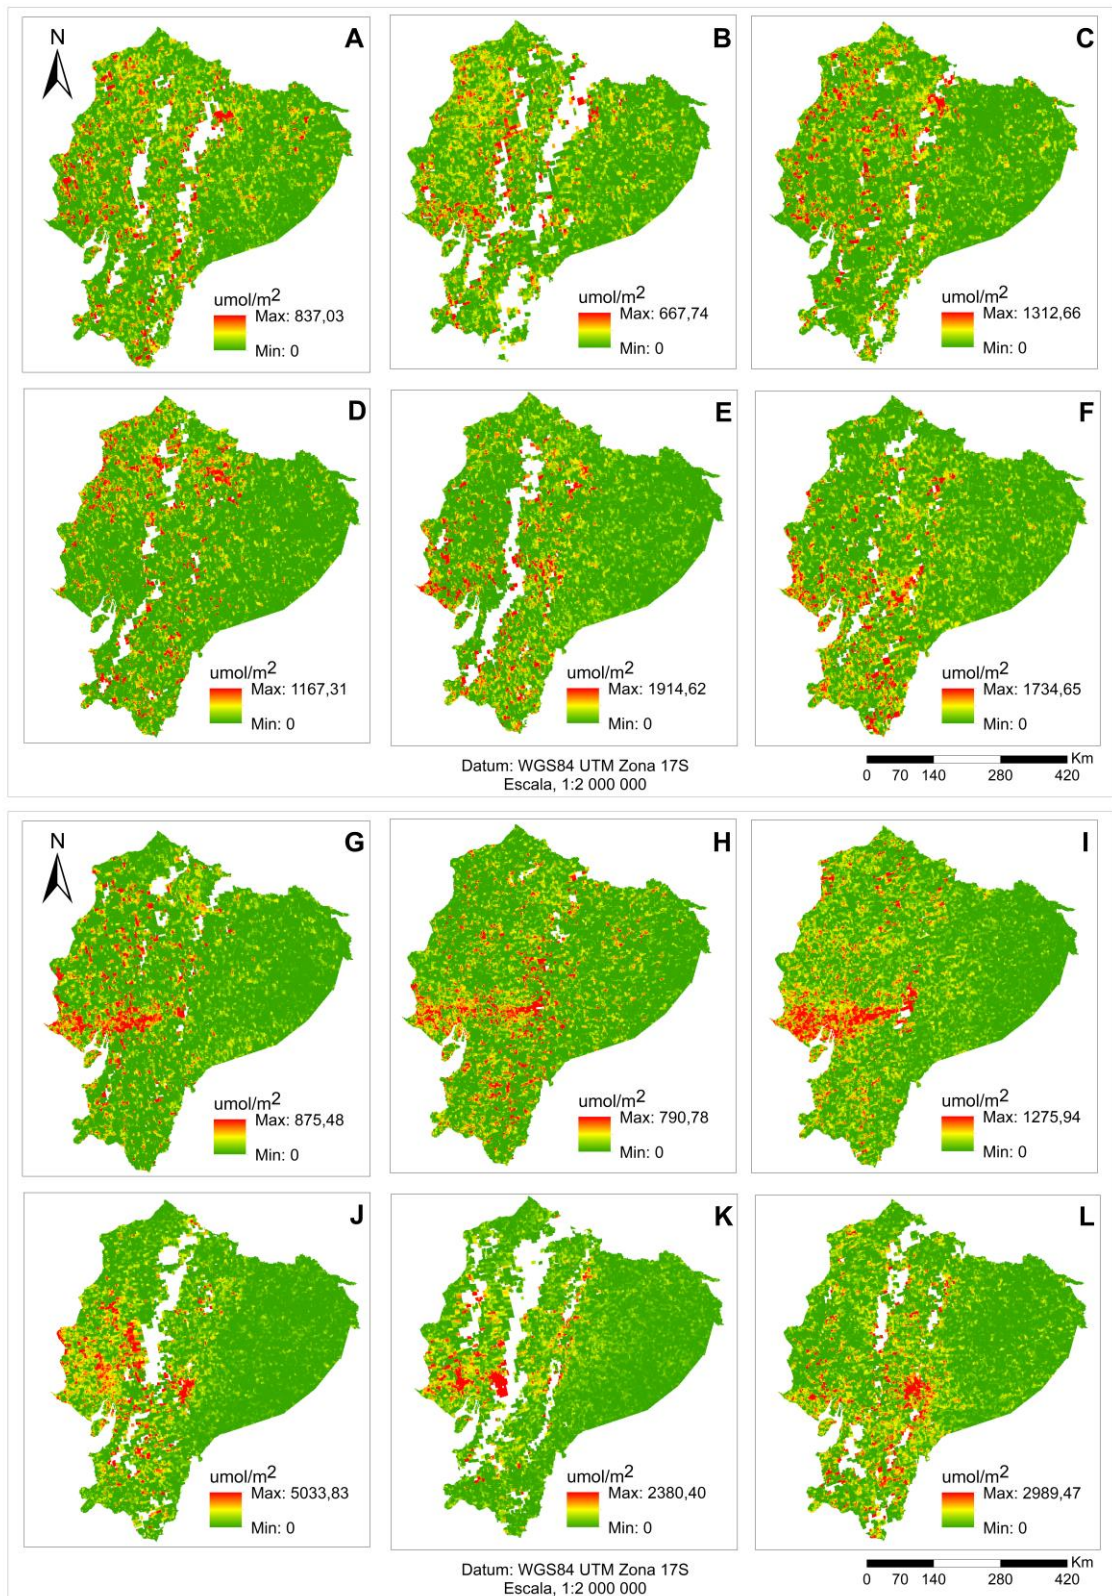 N
A
B
C
umol/m2
Max: 837,03
Min: 0
umol/m2
Max: 667,74
Min: 0
umol/m2
Max: 1312,66
Min: 0
D
E
F
umol/m2
Max: 1167,31
Min: 0
umol/m2
Max: 1914,62
Min: 0
umol/m2
Max: 1734,65
Min: 0
Datum: WGS84 UTM Zona 17S
Escala, 1:2 000 000
Km
0 70 140 280 420
N
G
H
I
umol/m2
Max: 875,48
Min: 0
umol/m2
Max: 790,78
Min: 0
umol/m2
Max: 1275,94
Min: 0
J
K
L
umol/m2
Max: 5033,83
Min: 0
umol/m2
Max: 2380,40
Min: 0
umol/m2
Max: 2989,47
Min: 0
Datum: WGS84 UTM Zona 17S
Escala, 1:2 000 000
Km
0 70 140 280 420